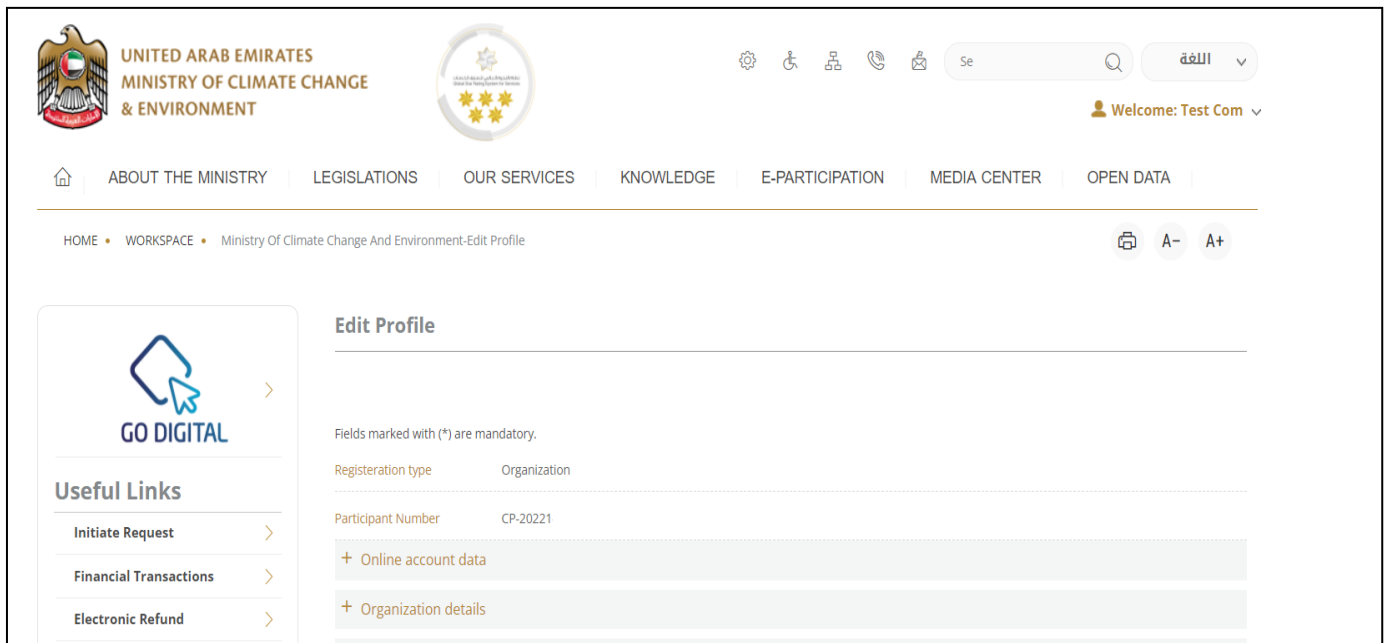 UNITED ARAB EMIRATES
MINISTRY OF CLIMATE CHANGE
& ENVIRONMENT
Se
اللغة
Welcome: Test Com
ABOUT THE MINISTRY
LEGISLATIONS
OUR SERVICES
KNOWLEDGE
E-PARTICIPATION
MEDIA CENTER
OPEN DATA
HOME • WORKSPACE • Ministry Of Climate Change And Environment-Edit Profile
A-
A+
GO DIGITAL
Useful Links
Initiate Request
Financial Transactions
Electronic Refund
Edit Profile
Fields marked with (*) are mandatory.
Registeration type Organization
Participant Number CP-20221
+ Online account data
+ Organization details